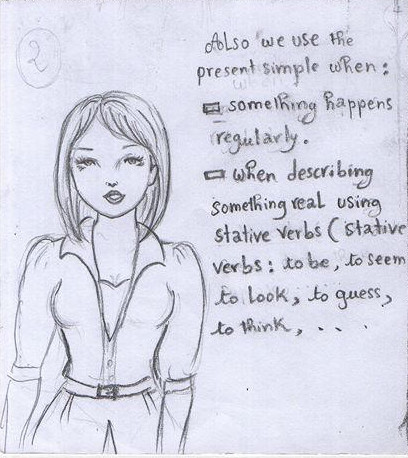 2
Also we use the
present simple when:
something happens
regularly.
when describing
something real using
stative verbs (stative
verbs: to be, to seem
to look, to guess,
to think, ...